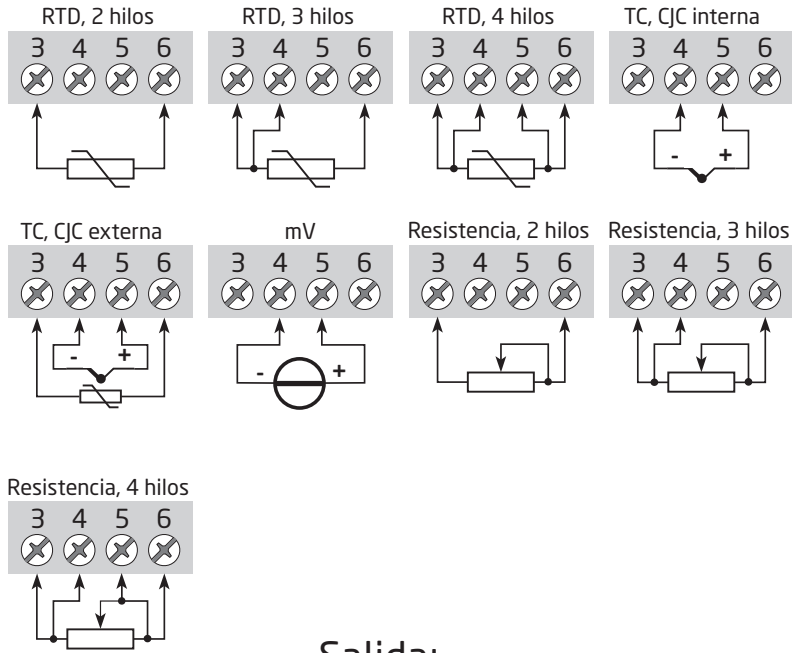 RTD, 2 hilos
3 4 5 6
RTD, 3 hilos
3 4 5 6
RTD, 4 hilos
3 4 5 6
TC, CJC interna
3 4 5 6
- +
TC, CJC externa
3 4 5 6
- +
mV
3 4 5 6
- +
Resistencia, 2 hilos
3 4 5 6
Resistencia, 3 hilos
3 4 5 6
Resistencia, 4 hilos
3 4 5 6
Salida: